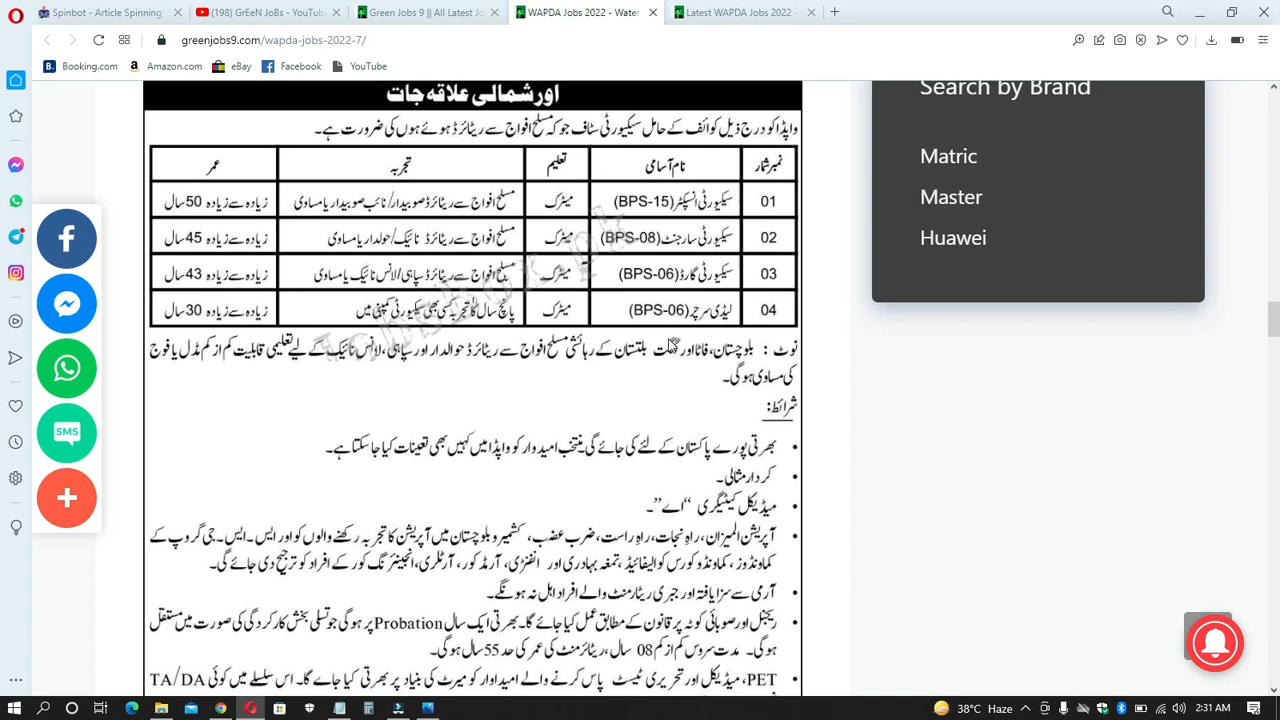 Spinbot - Article Spinning
(198) GrEeN Jo8s - YouTube
Green Jobs 9 || All Latest J
WAPDA Jobs 2022 - Water
Latest WAPDA Jobs 2022 -
greenjobs9.com/wapda-jobs-2022-7/
Booking.com Amazon.com eBay Facebook YouTube
اور شمالی علاقہ جات
واپڈا کو درج ذیل کوائف کے حامل سیکیورٹی سٹاف جو کہ مسلح افواج سے ریٹائرڈ ہوئے ہوں کی ضرورت ہے۔
نمبر شمار نام آسامی تعلیم تجربہ عمر
01 سیکیورٹی انسپکٹر (BPS-15) میٹرک مسلح افواج سے ریٹائرڈ صوبیدار/نائب صوبیدار یا مساوی زیادہ سے زیادہ 50 سال
02 سیکیورٹی سارجنٹ (BPS-08) میٹرک مسلح افواج سے ریٹائرڈ نائیک/حولدار یا مساوی زیادہ سے زیادہ 45 سال
03 سیکیورٹی گارڈ (BPS-06) میٹرک مسلح افواج سے ریٹائرڈ سپاہی/لانس نائیک یا مساوی زیادہ سے زیادہ 43 سال
04 لیڈی سرچر (BPS-06) میٹرک پانچ سال کا تجربہ کسی بھی سیکیورٹی کمپنی میں زیادہ سے زیادہ 30 سال
نوٹ : بلوچستان، فاٹا اور گلگت بلتستان کے رہائشی مسلح افواج سے ریٹائرڈ حوالدار اور سپاہی، لانس نائیک کے لیے تعلیمی قابلیت کم از کم مڈل یا فوج
کی مساوی ہوگی۔
شرائط:
• بھرتی پورے پاکستان کے لئے کی جائے گی۔ منتخب امیدوار کو واپڈا میں کہیں بھی تعینات کیا جا سکتا ہے۔
• کردار مثالی۔
• میڈیکل کیٹیگری “اے”۔
• آپریشن المیزان، راہ نجات، راہ راست، ضرب عضب، کشمیر و بلوچستان میں آپریشن کا تجربہ رکھنے والوں کو اور ایس۔ ایس۔ جی گروپ کے
کمانڈوز، کمانڈو کورس کوالیفائیڈ، تمغہ بہادری اور انفنٹری، آرمڈ کور، آرٹلری، انجینئرنگ کور کے افراد کو ترجیح دی جائے گی۔
• آرمی سے سزا یافتہ اور جبری ریٹائرمنٹ والے افراد اہل نہ ہونگے۔
• ریجنل اور صوبائی کوٹہ پر قانون کے مطابق عمل کیا جائے گا۔ بھرتی ایک سال Probation پر ہوگی جو تسلی بخش کارکردگی کی صورت میں مستقل
ہوگی۔ مدت سروس کم از کم 08 سال، ریٹائرمنٹ کی عمر کی حد 55 سال ہوگی۔
• PET، میڈیکل اور تحریری ٹیسٹ پاس کرنے والے امیدوار کو میرٹ کی بنیاد پر بھرتی کیا جائے گا۔ اس سلسلے میں کوئی TA/DA
Search by Brand
Matric
Master
Huawei
SMS
38°C Haze
2:31 AM